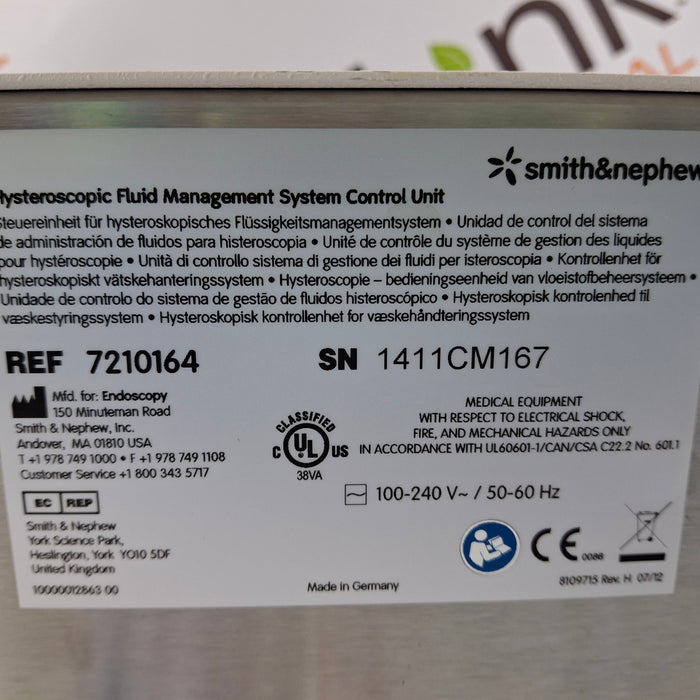 smith&nephew
Hysteroscopic Fluid Management System Control Unit
Steuereinheit für hysteroskopisches Flüssigkeitsmanagementsystem • Unidad de control del sistema
de administración de fluidos para histeroscopia • Unité de contrôle du système de gestion des liquides
pour hystéroscopie • Unità di controllo sistema di gestione dei fluidi per isteroscopia • Kontrollenhet för
hysteroskopiskt vätskehanteringssystem • Hysteroscopie – bedieningseenheid van vloeistofbeheersysteem •
Unidade de controlo do sistema de gestão de fluidos histeroscópico • Hysteroskopisk kontrolenhed til
væskestyringssystem • Hysteroskopisk kontrollenhet for væskehåndteringssystem
REF 7210164
SN 1411CM167
Mfd. for: Endoscopy
150 Minuteman Road
Smith & Nephew, Inc.
Andover, MA 01810 USA
T +1 978 749 1000 • F +1 978 749 1108
Customer Service +1 800 343 5717
CLASSIFIED
C UL US
38VA
MEDICAL EQUIPMENT
WITH RESPECT TO ELECTRICAL SHOCK,
FIRE, AND MECHANICAL HAZARDS ONLY
IN ACCORDANCE WITH UL60601-1/CAN/CSA C22.2 No. 601.1
100-240 V~ / 50-60 Hz
EC REP
Smith & Nephew
York Science Park,
Heslington, York YO10 5DF
United Kingdom
10000012863 00
Made in Germany
CE 0086
8109715 Rev. H 07/12